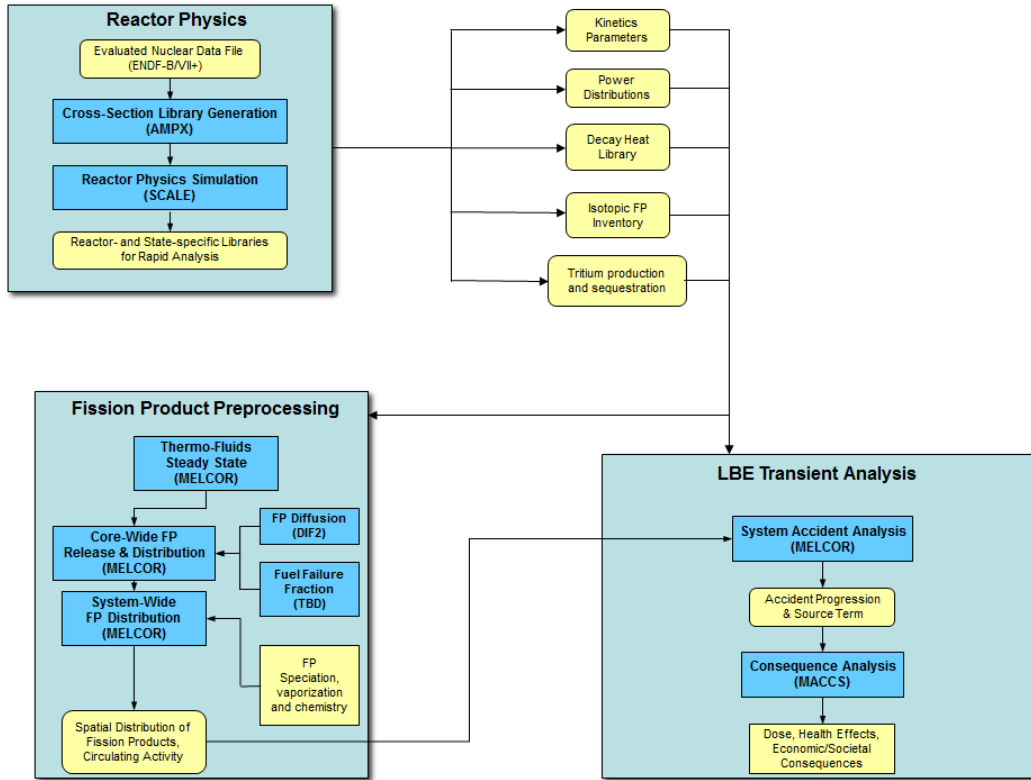 Reactor Physics
Evaluated Nuclear Data File
(ENDF-B/VII+)
Cross-Section Library Generation
(AMPX)
Reactor Physics Simulation
(SCALE)
Reactor- and State-specific Libraries
for Rapid Analysis
Kinetics
Parameters
Power
Distributions
Decay Heat
Library
Isotopic FP
Inventory
Tritium production
and sequestration
Fission Product Preprocessing
Thermo-Fluids
Steady State
(MELCOR)
Core-Wide FP
Release & Distribution
(MELCOR)
FP Diffusion
(DIF2)
Fuel Failure
Fraction
(TBD)
System-Wide
FP Distribution
(MELCOR)
FP
Speciation,
vaporization
and chemistry
Spatial Distribution of
Fission Products,
Circulating Activity
LBE Transient Analysis
System Accident Analysis
(MELCOR)
Accident Progression
& Source Term
Consequence Analysis
(MACCS)
Dose, Health Effects,
Economic/Societal
Consequences